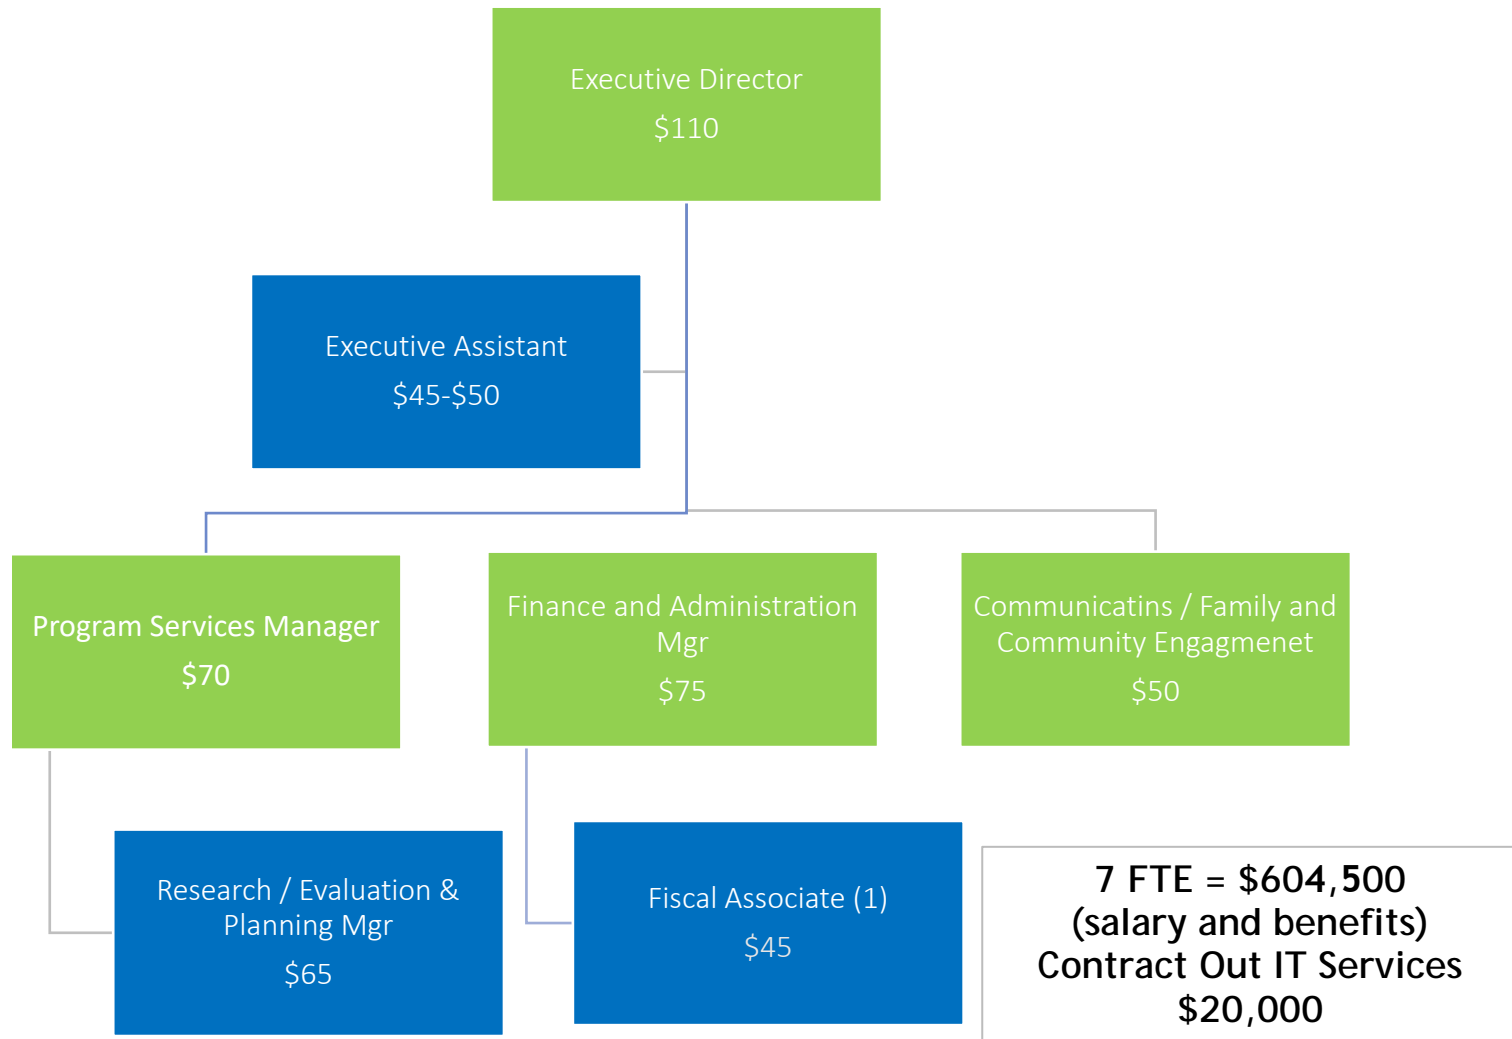 Executive Director
$110
Executive Assistant
$45-$50
Program Services Manager
$70
Finance and Administration
Mgr
$75
Communicatins / Family and
Community Engagmenet
$50
Research / Evaluation &
Planning Mgr
$65
Fiscal Associate (1)
$45
7 FTE = $604,500
(salary and benefits)
Contract Out IT Services
$20,000